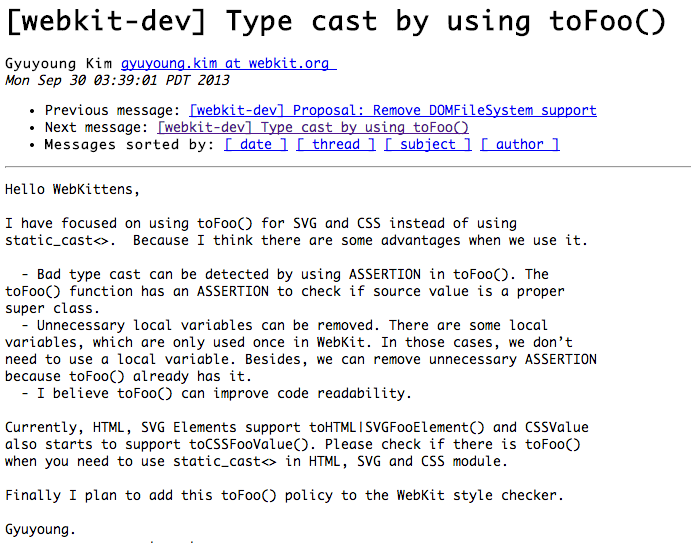 [webkit-dev] Type cast by using toFoo()
Gyuyoung Kim gyuyoung.kim at webkit.org
Mon Sep 30 03:39:01 PDT 2013
• Previous message: [webkit-dev] Proposal: Remove DOMFileSystem support
• Next message: [webkit-dev] Type cast by using toFoo()
• Messages sorted by: [ date ] [ thread ] [ subject ] [ author ]
Hello WebKittens,
I have focused on using toFoo() for SVG and CSS instead of using
static_cast<>.  Because I think there are some advantages when we use it.
- Bad type cast can be detected by using ASSERTION in toFoo(). The
toFoo() function has an ASSERTION to check if source value is a proper
super class.
- Unnecessary local variables can be removed. There are some local
variables, which are only used once in WebKit. In those cases, we don't
need to use a local variable. Besides, we can remove unnecessary ASSERTION
because toFoo() already has it.
- I believe toFoo() can improve code readability.
Currently, HTML, SVG Elements support toHTML|SVGFooElement() and CSSValue
also starts to support toCSSFooValue(). Please check if there is toFoo()
when you need to use static_cast<> in HTML, SVG and CSS module.
Finally I plan to add this toFoo() policy to the WebKit style checker.
Gyuyoung.